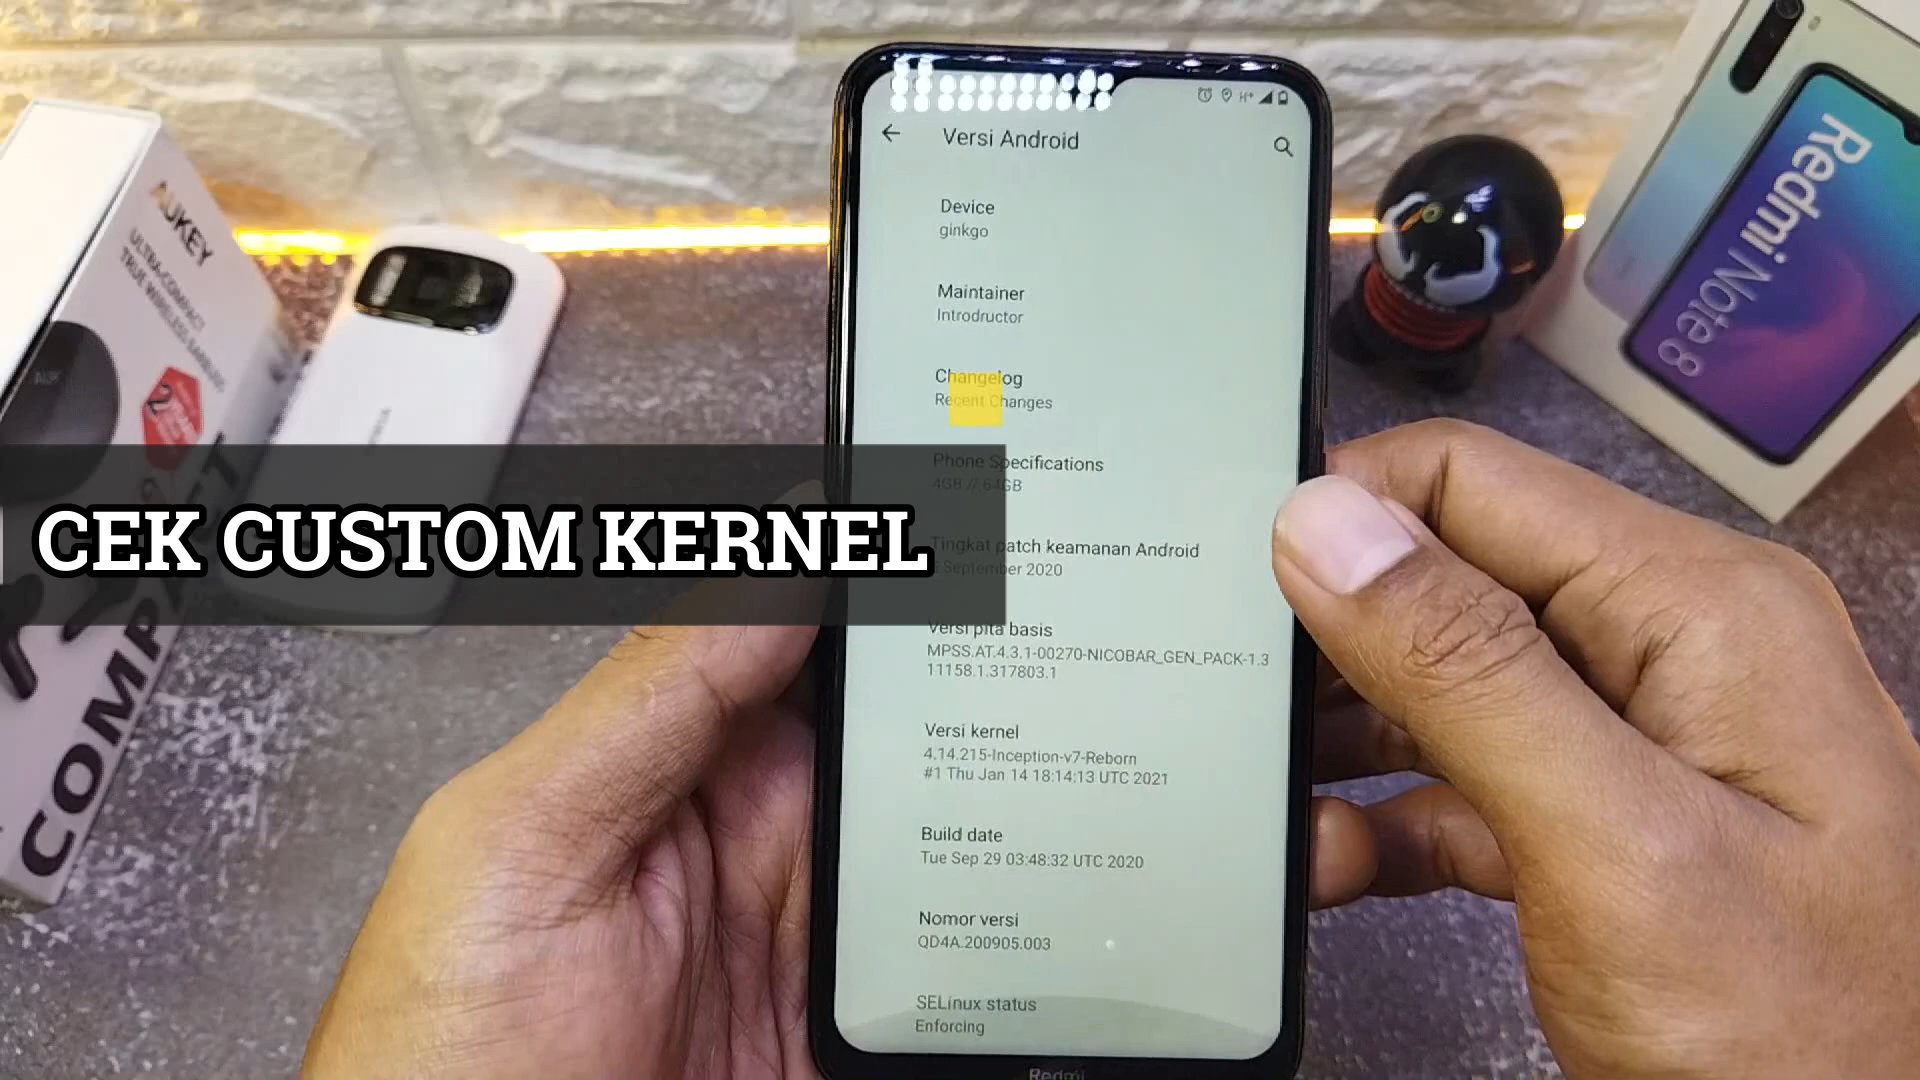 Versi Android
H+
Device
ginkgo
Maintainer
Introdructor
Changelog
Recent Changes
Phone Specifications
4GB // 64GB
Tingkat patch keamanan Android
September 2020
Versi pita basis
MPSS.AT.4.3.1-00270-NICOBAR_GEN_PACK-1.3
11158.1.317803.1
Versi kernel
4.14.215-Inception-v7-Reborn
#1 Thu Jan 14 18:14:13 UTC 2021
Build date
Tue Sep 29 03:48:32 UTC 2020
Nomor versi
QD4A.200905.003
SELinux status
Enforcing
Redmi
CEK CUSTOM KERNEL
AUKEY
ULTRA-COMPACT
TRUE WIRELESS EARBUDS
2
COMPACT
Redmi Note 8